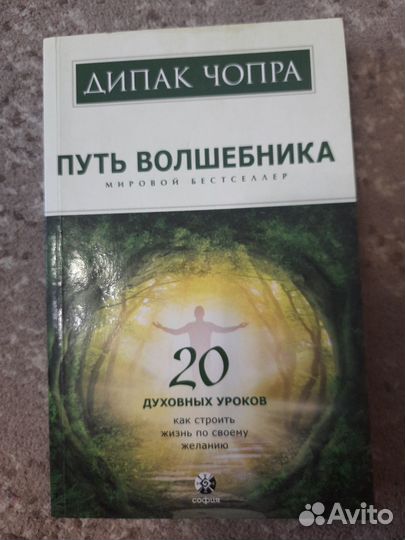 ДИПАК ЧОПРА
ПУТЬ ВОЛШЕБНИКА
МИРОВОЙ БЕСТСЕЛЛЕР
20
ДУХОВНЫХ УРОКОВ
как строить
жизнь по своему
желанию
СОФИЯ
Avito